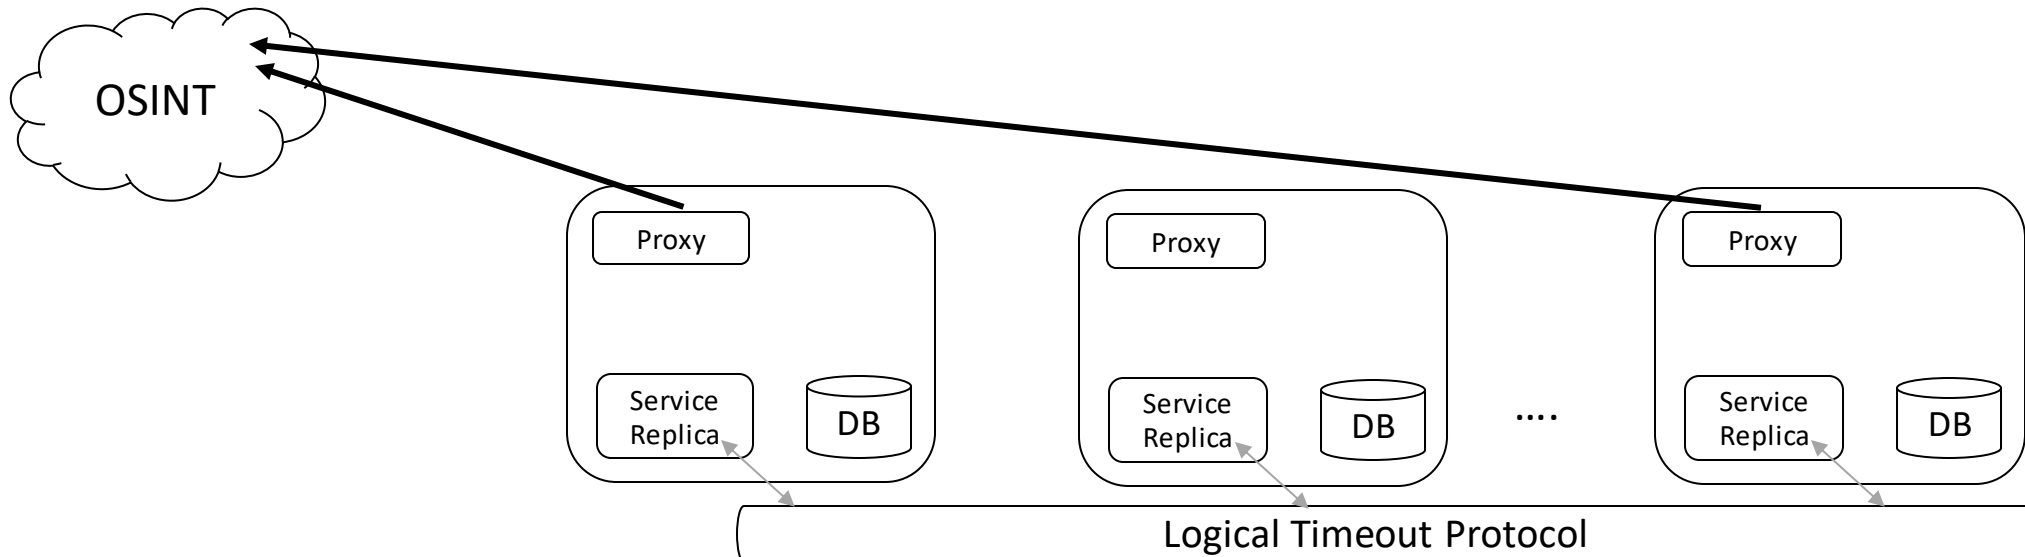 OSINT
Proxy
Proxy
Proxy
Service
Replica
DB
Service
Replica
DB
....
Service
Replica
DB
Logical Timeout Protocol